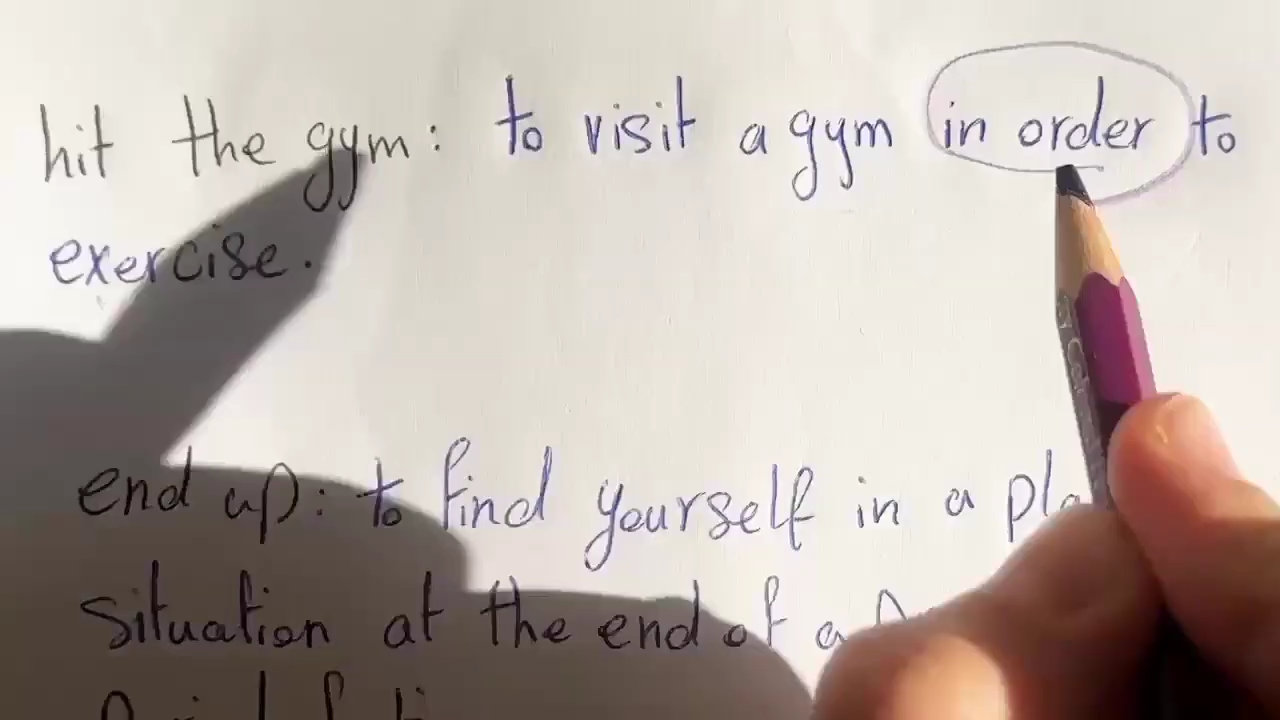 hit the gym: to visit a gym in order to
exercise.
end up: to find yourself in a
situation at the end of a